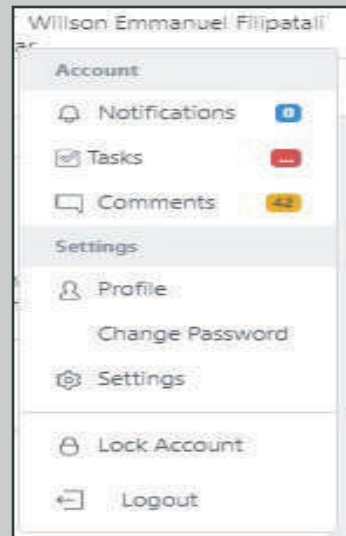 Willson Emmanuel Filipatali
Account
Notifications 0
Tasks ...
Comments 42
Settings
Profile
Change Password
Settings
Lock Account
Logout